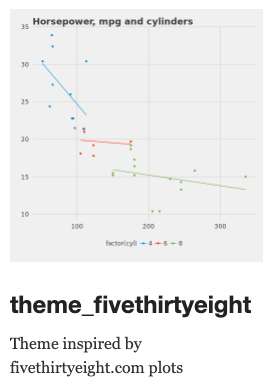 Horsepower, mpg and cylinders
35
30
25
20
15
10
100
200
300
factor(cyl) 4 6 8
theme_fivethirtyeight
Theme inspired by
fivethirtyeight.com plots